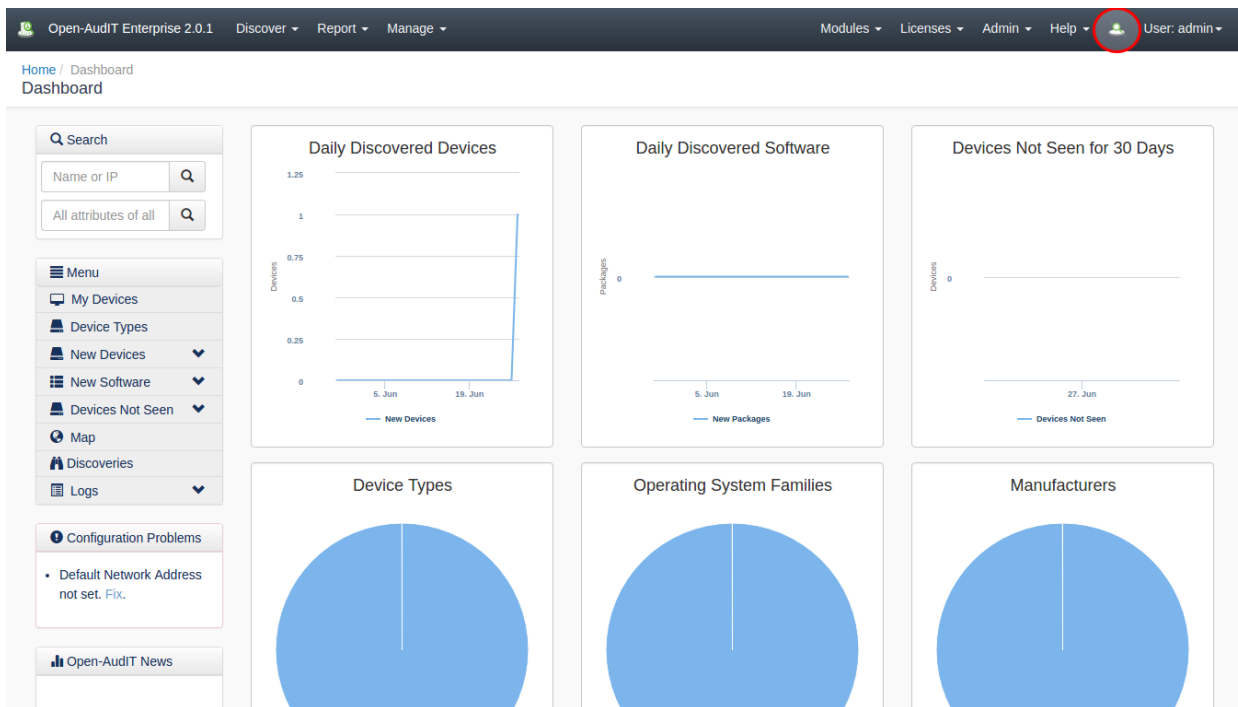 Open-AudIT Enterprise 2.0.1 Discover Report Manage Modules Licenses Admin Help User: admin
Home / Dashboard
Dashboard
Search
Name or IP
All attributes of all
Menu
My Devices
Device Types
New Devices
New Software
Devices Not Seen
Map
Discoveries
Logs
Configuration Problems
• Default Network Address
not set. Fix.
Open-AudIT News
Daily Discovered Devices
1.25
1
0.75
0.5
0.25
0
Devices
5. Jun 19. Jun
New Devices
Daily Discovered Software
Packages
0
5. Jun 19. Jun
New Packages
Devices Not Seen for 30 Days
Devices
0
27. Jun
Devices Not Seen
Device Types
Operating System Families
Manufacturers